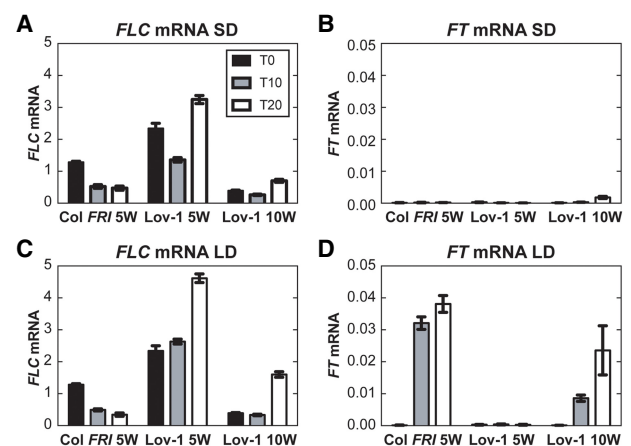 A
FLC mRNA SD
FLC mRNA
5
4
3
2
1
0
T0
T10
T20
Col FRI 5W Lov-1 5W Lov-1 10W
B
FT mRNA SD
FT mRNA
0.05
0.04
0.03
0.02
0.01
0.00
Col FRI 5W Lov-1 5W Lov-1 10W
C
FLC mRNA LD
FLC mRNA
5
4
3
2
1
0
Col FRI 5W Lov-1 5W Lov-1 10W
D
FT mRNA LD
FT mRNA
0.05
0.04
0.03
0.02
0.01
0.00
Col FRI 5W Lov-1 5W Lov-1 10W